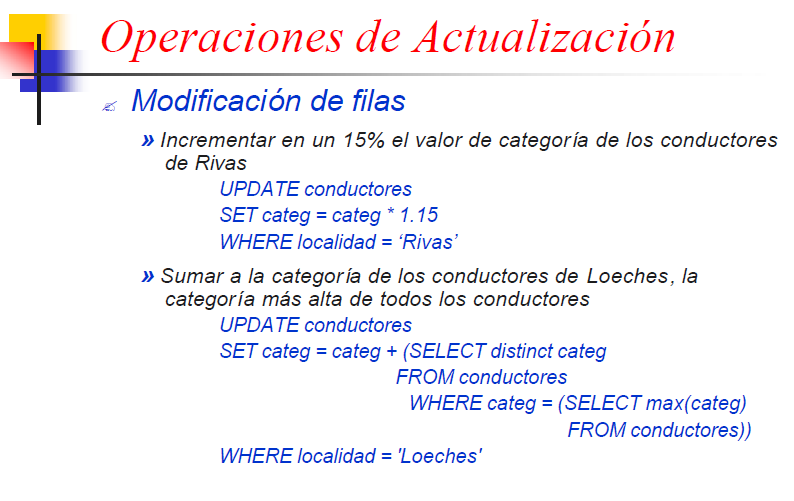 Operaciones de Actualización
Modificación de filas
» Incrementar en un 15% el valor de categoría de los conductores
de Rivas
UPDATE conductores
SET categ = categ * 1.15
WHERE localidad = ‘Rivas’
» Sumar a la categoría de los conductores de Loeches, la
categoría más alta de todos los conductores
UPDATE conductores
SET categ = categ + (SELECT distinct categ
FROM conductores
WHERE categ = (SELECT max(categ)
FROM conductores))
WHERE localidad = 'Loeches'